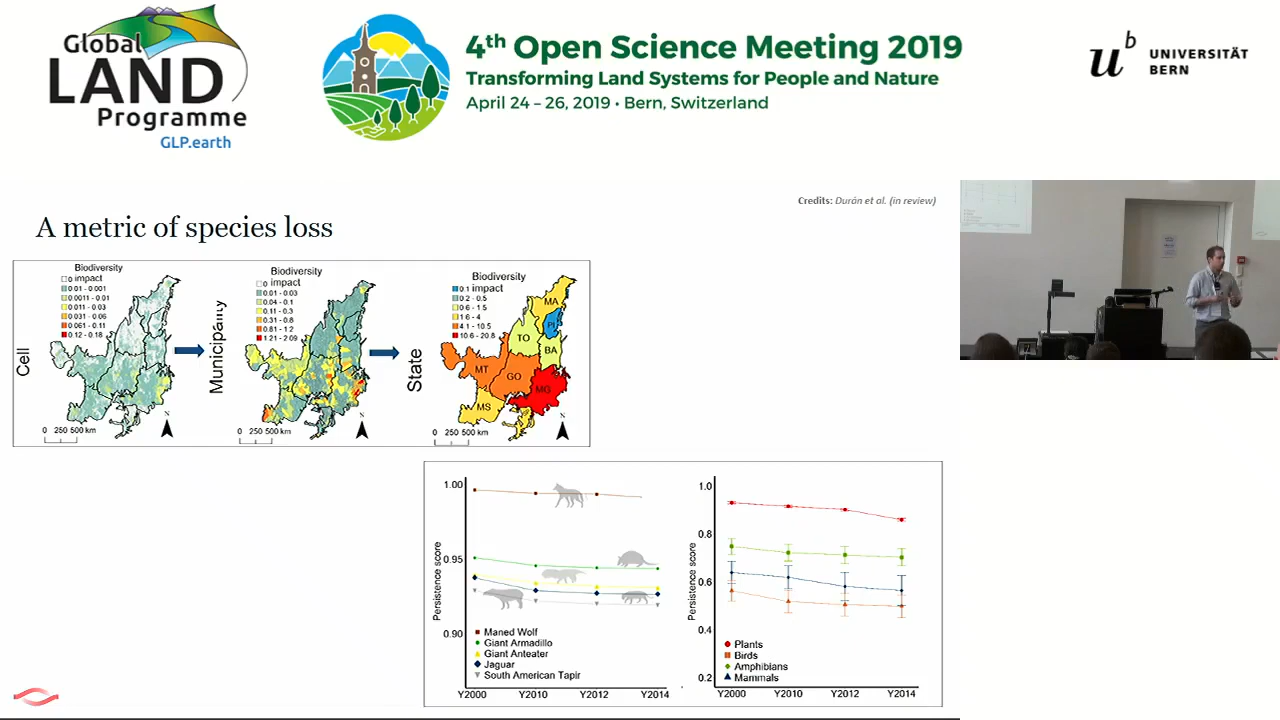 Global
LAND
Programme
GLP.earth
4th Open Science Meeting 2019
Transforming Land Systems for People and Nature
April 24 – 26, 2019 • Bern, Switzerland
u b
UNIVERSITÄT
BERN
Credits: Durán et al. (in review)
A metric of species loss
Cell
Biodiversity
impact
0
0.01 - 0.001
0.0011 - 0.01
0.011 - 0.03
0.031 - 0.06
0.061 - 0.11
0.12 - 0.18
N
0 250 500 km
Municipality
Biodiversity
impact
0
0.01 - 0.03
0.04 - 0.1
0.11 - 0.3
0.31 - 0.8
0.81 - 1.2
1.21 - 2.09
N
0 250 500 km
State
Biodiversity
impact
0.1
0.2 - 0.5
0.6 - 1.5
1.6 - 4
4.1 - 10.5
10.6 - 20.8
MA
PI
TO
BA
MT
GO
MG
MS
N
0 250 500 km
Persistence score
1.00
0.95
0.90
Maned Wolf
Giant Armadillo
Giant Anteater
Jaguar
South American Tapir
Y2000 Y2010 Y2012 Y2014
Persistence score
1.0
0.8
0.6
0.4
0.2
Plants
Birds
Amphibians
Mammals
Y2000 Y2010 Y2012 Y2014